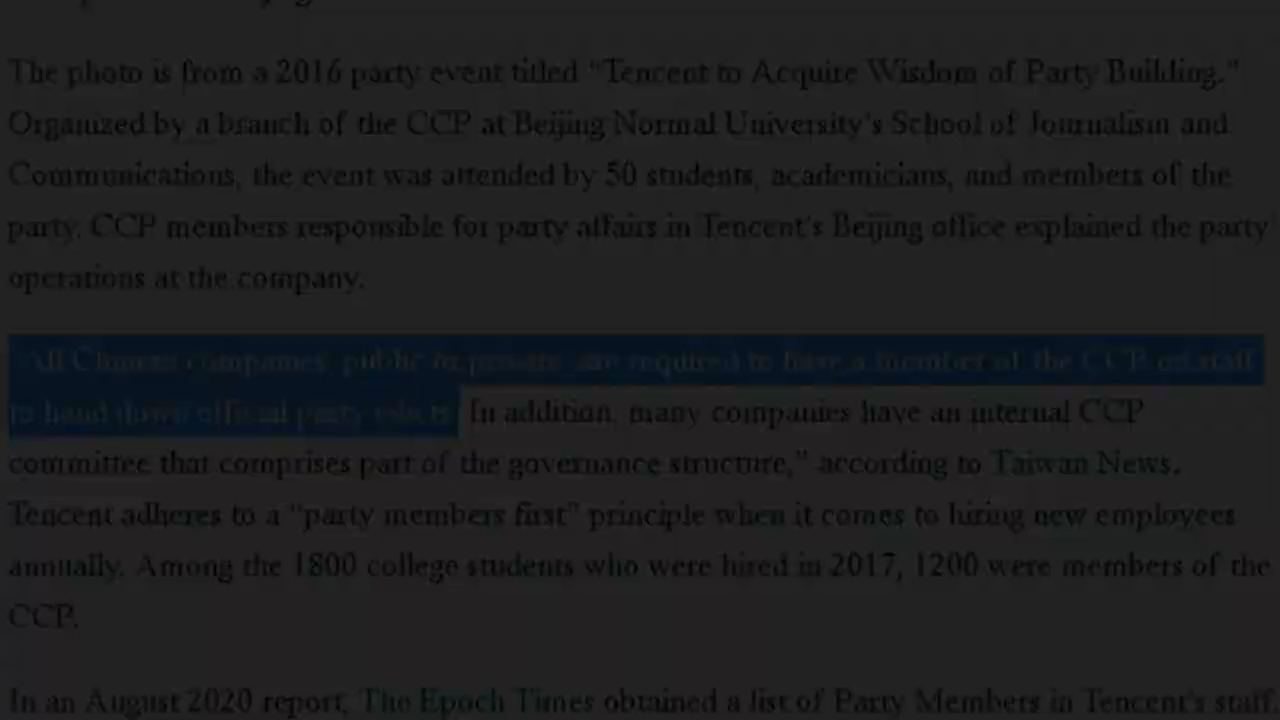 The photo is from a 2016 party event titled "Tencent to Acquire Wisdom of Party Building."
Organized by a branch of the CCP at Beijing Normal University's School of Journalism and
Communications, the event was attended by 50 students, academicians, and members of the
party. CCP members responsible for party affairs in Tencent's Beijing office explained the party
operations at the company.
"All Chinese companies, public or private, are required to have a member of the CCP on staff
to hand down official party edicts. In addition, many companies have an internal CCP
committee that comprises part of the governance structure," according to Taiwan News.
Tencent adheres to a "party members first" principle when it comes to hiring new employees
annually. Among the 1800 college students who were hired in 2017, 1200 were members of the
CCP.
In an August 2020 report, The Epoch Times obtained a list of Party Members in Tencent's staff,